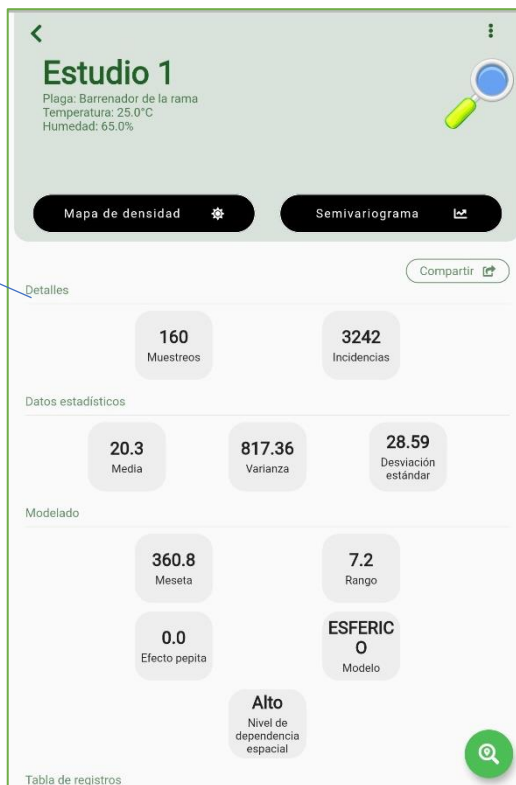 Estudio 1
Plaga: Barrenador de la rama
Temperatura: 25.0°C
Humedad: 65.0%
Mapa de densidad
Semivariograma
Compartir
Detalles
160
Muestreos
3242
Incidencias
Datos estadísticos
20.3
Media
817.36
Varianza
28.59
Desviación
estándar
Modelado
360.8
Meseta
7.2
Rango
0.0
Efecto pepita
ESFERIC
O
Modelo
Alto
Nivel de
dependencia
espacial
Tabla de registros